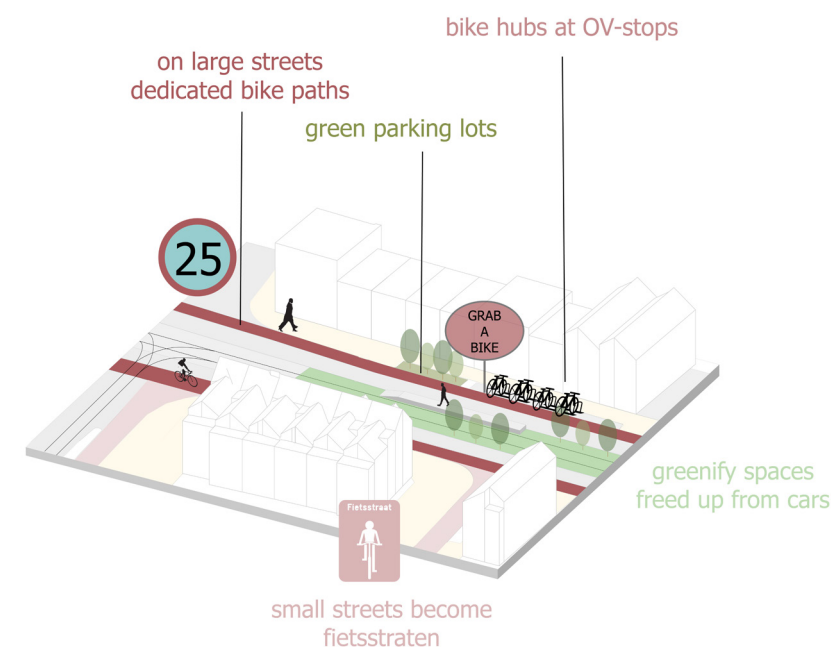 bike hubs at OV-stops
on large streets
dedicated bike paths
green parking lots
25
GRAB
A
BIKE
greenify spaces
freed up from cars
Fietsstraat
small streets become
fietsstraten